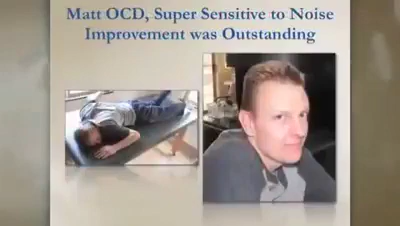 Matt OCD, Super Sensitive to Noise
Improvement was Outstanding